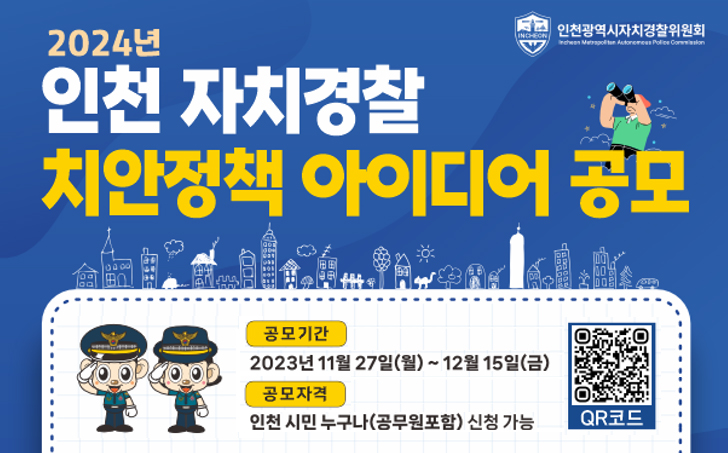 2024년
인천광역시자치경찰위원회
INCHEON
Incheon Metropolitan Autonomous Police Commission
인천 자치경찰
치안정책 아이디어 공모
공모기간
2023년 11월 27일(월) ~ 12월 15일(금)
공모자격
인천 시민 누구나(공무원포함) 신청 가능
QR코드